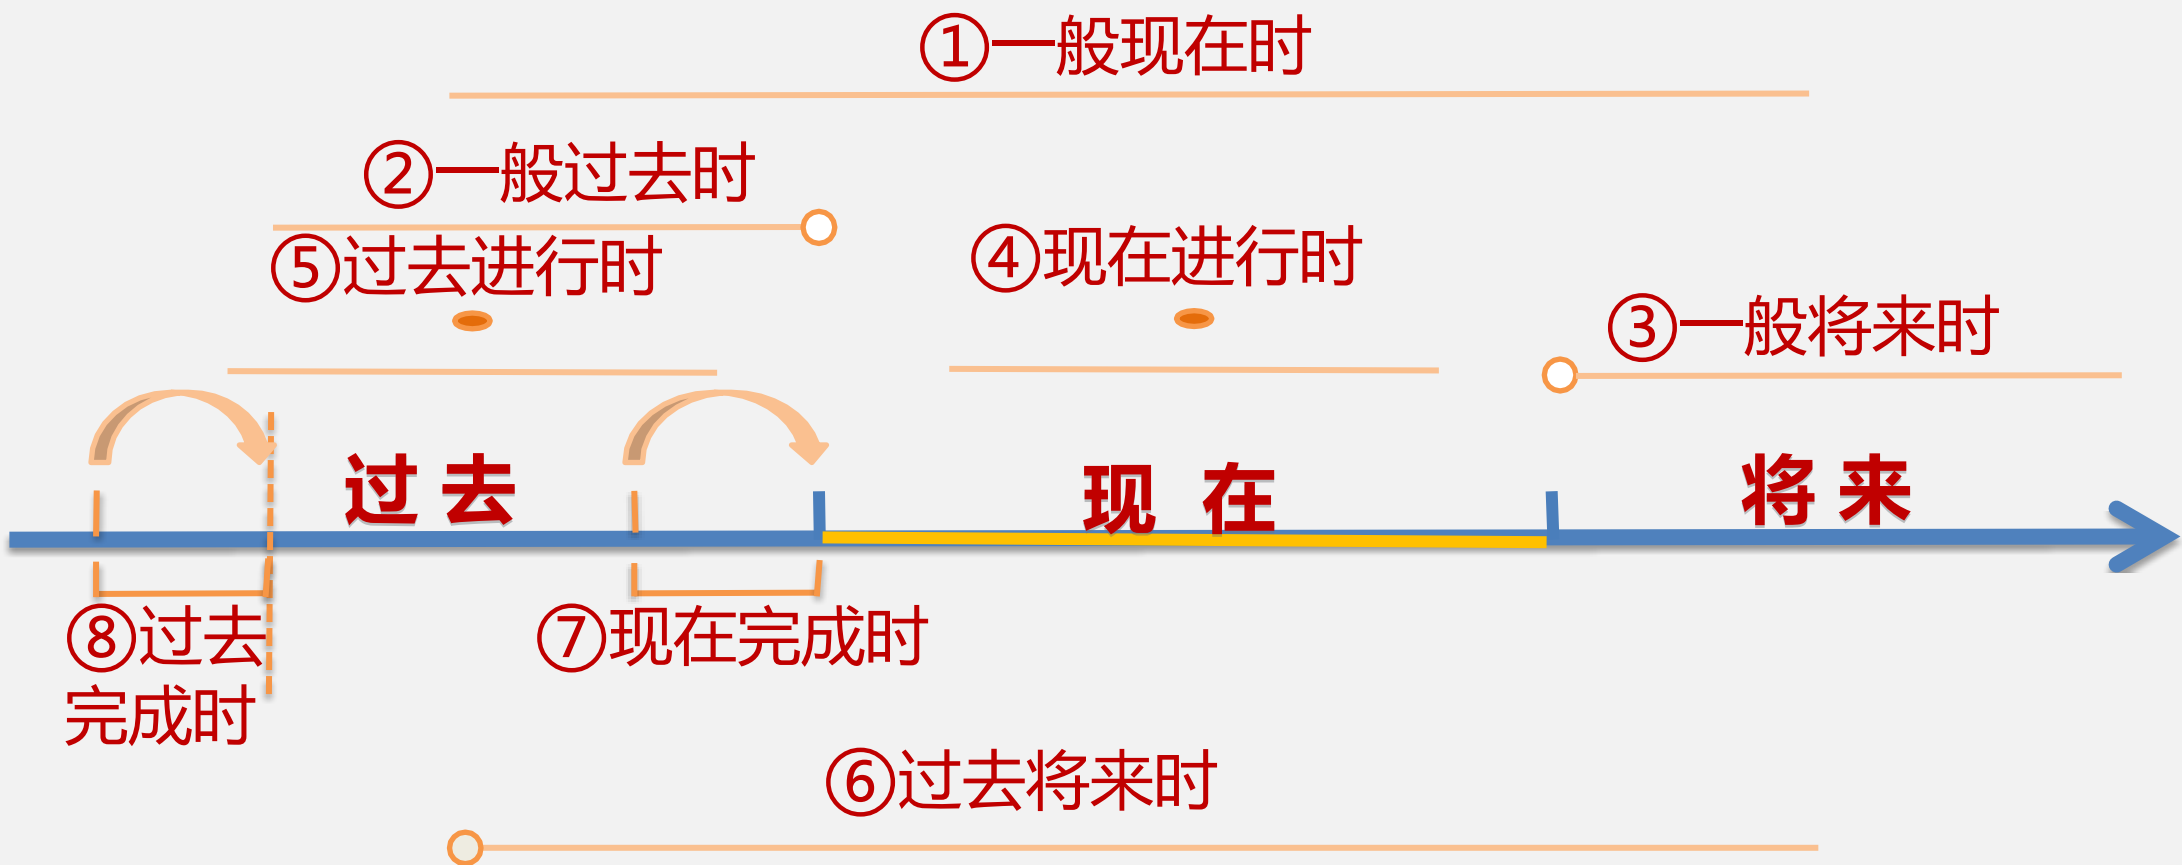 ①一般现在时
②一般过去时
⑤过去进行时
④现在进行时
③一般将来时
过 去
现 在
将 来
⑧过去
完成时
⑦现在完成时
⑥过去将来时